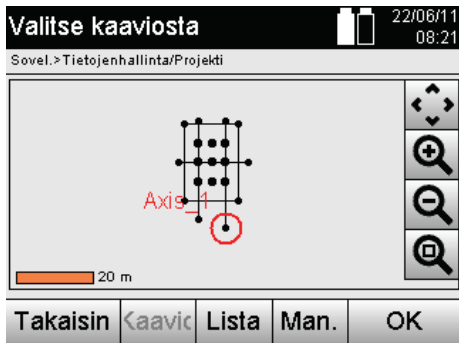 Valitse kaaviosta
22/06/11
08:21
Sovel.>Tietojenhallinta/Projekti
Axis_1
20 m
Takaisin Kaavio Lista Man. OK